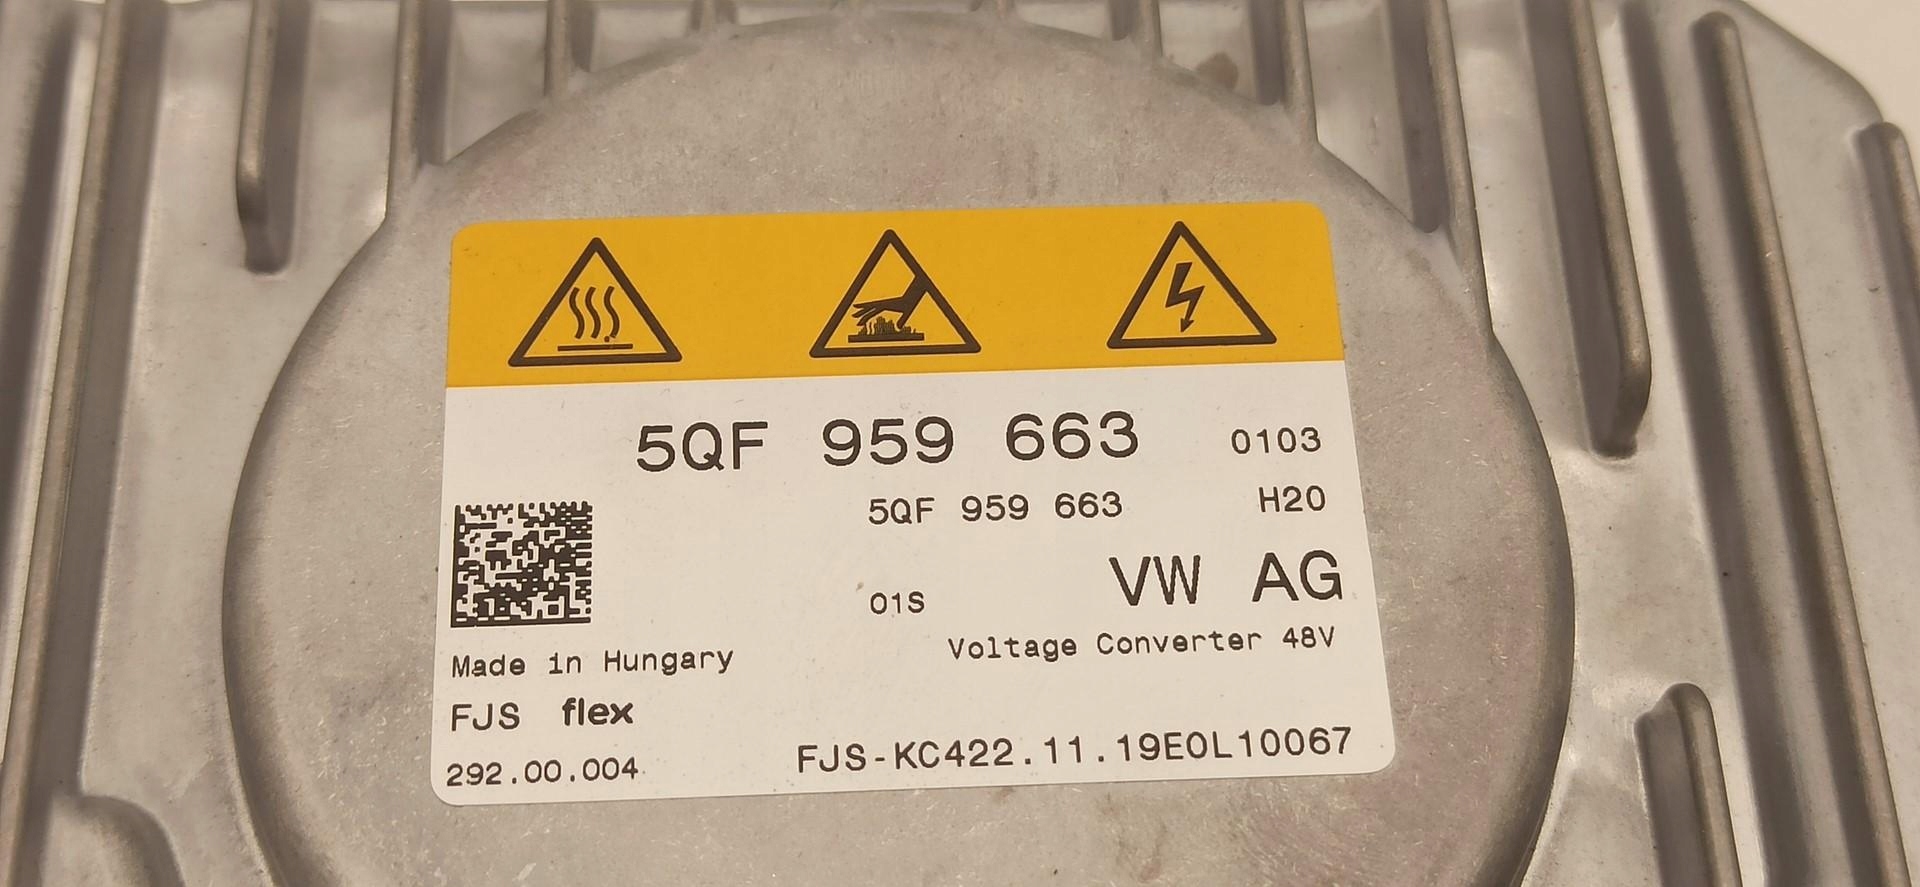 5QF 959 663 0103
5QF 959 663 H20
01S VW AG
Made in Hungary Voltage Converter 48V
FJS flex
292.00.004 FJS-KC422.11.19E0L10067